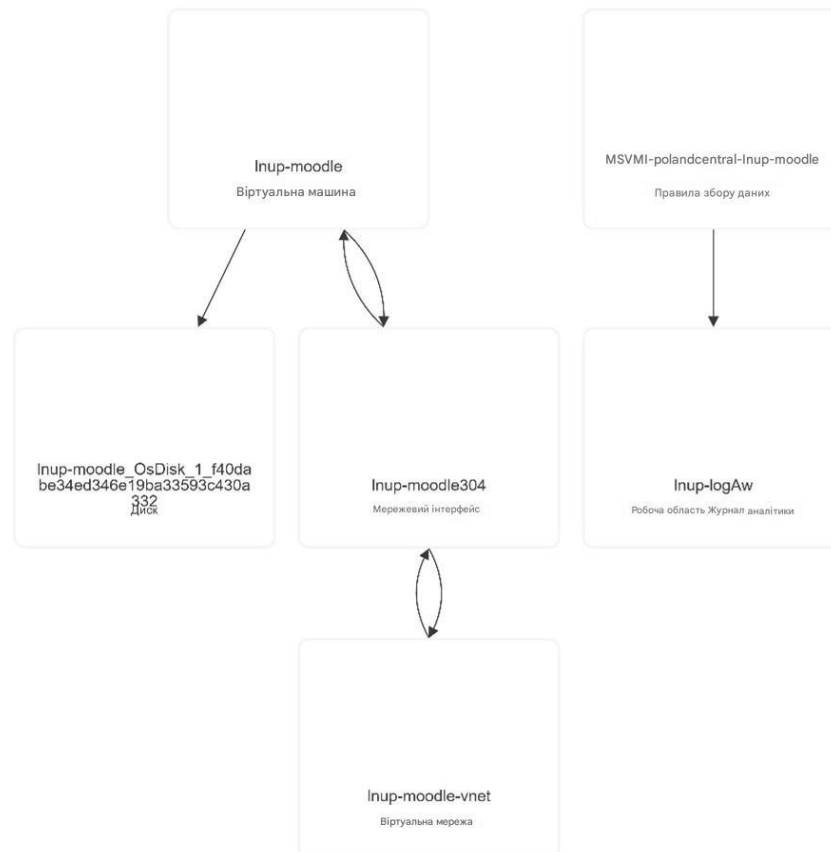 lnup-moodle
Віртуальна машина
MSVMI-polandcentral-lnup-moodle
Правила збору даних
lnup-moodle_OsDisk_1_f40da
be34ed346e19ba33593c430a
332
Диск
lnup-moodle304
Мережевий інтерфейс
lnup-logAw
Робоча область Журнал аналітики
lnup-moodle-vnet
Віртуальна мережа